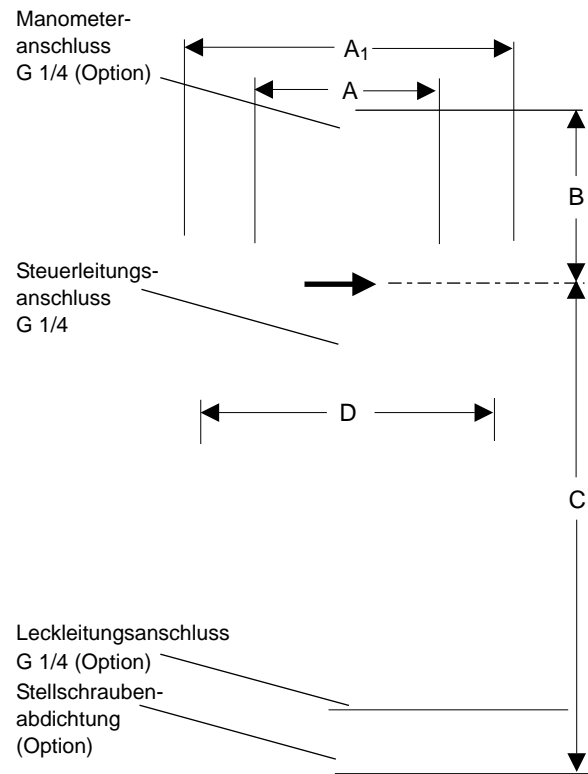 Manometer-
anschluss
G 1/4 (Option)
A1
A
B
Steuerleitungs-
anschluss
G 1/4
D
C
Leckleitungsanschluss
G 1/4 (Option)
Stellschrauben-
abdichtung
(Option)